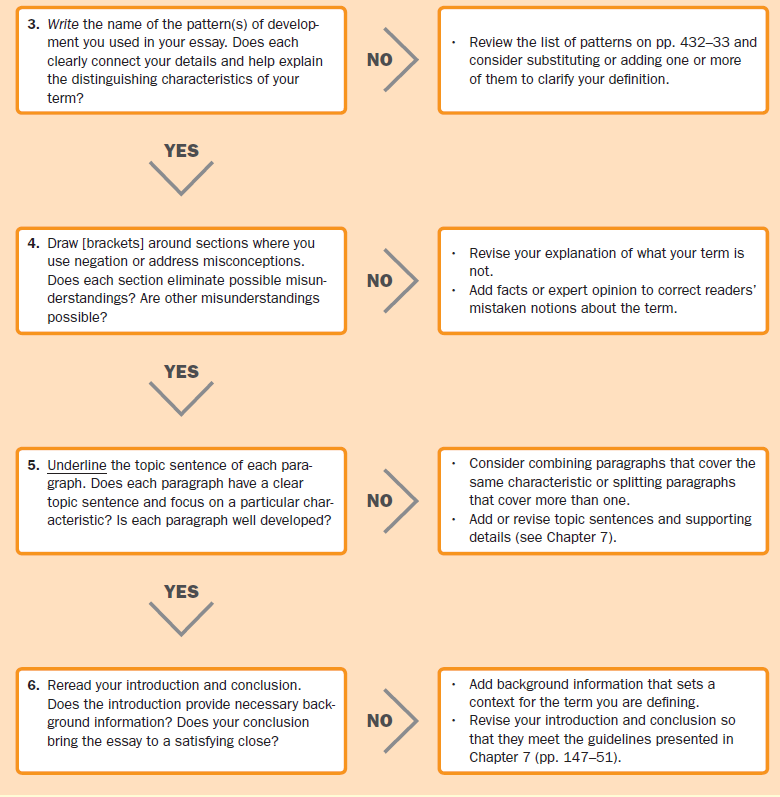 3. Write the name of the pattern(s) of develop-
ment you used in your essay. Does each
clearly connect your details and help explain
the distinguishing characteristics of your
term?
NO
· Review the list of patterns on pp. 432–33 and
consider substituting or adding one or more
of them to clarify your definition.
YES
4. Draw [brackets] around sections where you
use negation or address misconceptions.
Does each section eliminate possible misun-
derstandings? Are other misunderstandings
possible?
NO
· Revise your explanation of what your term is
not.
· Add facts or expert opinion to correct readers’
mistaken notions about the term.
YES
5. Underline the topic sentence of each para-
graph. Does each paragraph have a clear
topic sentence and focus on a particular char-
acteristic? Is each paragraph well developed?
NO
· Consider combining paragraphs that cover the
same characteristic or splitting paragraphs
that cover more than one.
· Add or revise topic sentences and supporting
details (see Chapter 7).
YES
6. Reread your introduction and conclusion.
Does the introduction provide necessary back-
ground information? Does your conclusion
bring the essay to a satisfying close?
NO
· Add background information that sets a
context for the term you are defining.
· Revise your introduction and conclusion so
that they meet the guidelines presented in
Chapter 7 (pp. 147–51).